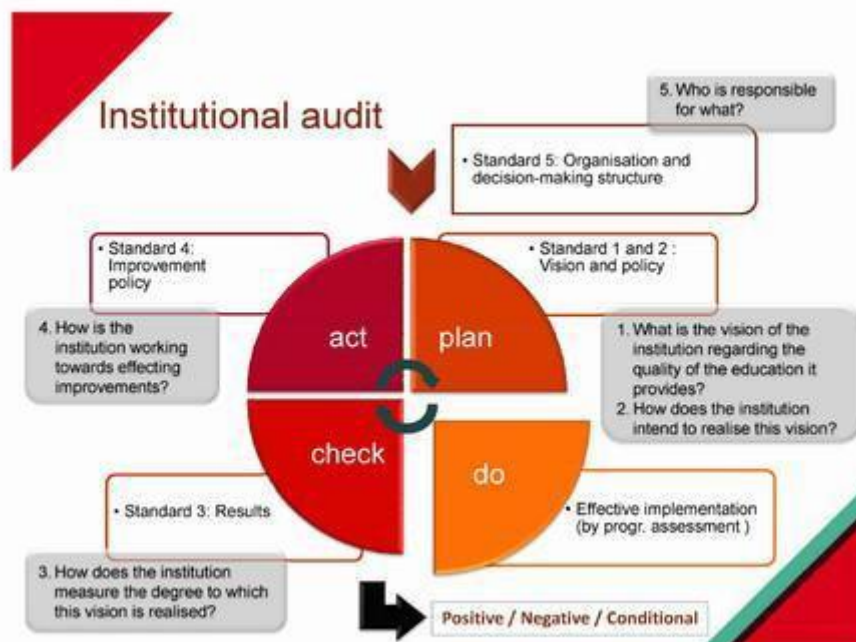 Institutional audit
5. Who is responsible
for what?
• Standard 5: Organisation and
decision-making structure
• Standard 4:
Improvement
policy
• Standard 1 and 2 :
Vision and policy
act
plan
4. How is the
institution working
towards effecting
improvements?
1. What is the vision of the
institution regarding the
quality of the education it
provides?
2. How does the institution
intend to realise this vision?
check
do
• Standard 3: Results
• Effective implementation
(by progr. assessment )
3. How does the institution
measure the degree to which
this vision is realised?
Positive / Negative / Conditional